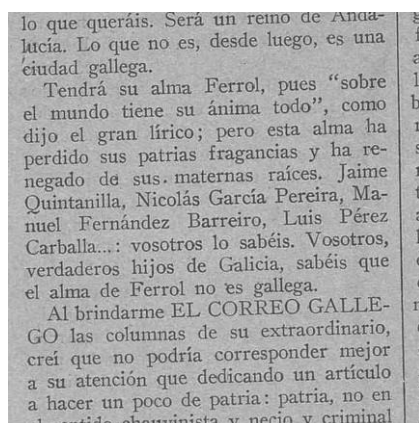 lo que queráis. Será un reino de Anda-
lucía. Lo que no es, desde luego, es una
ciudad gallega.
Tendrá su alma Ferrol, pues “sobre
el mundo tiene su ánima todo”, como
dijo el gran lírico; pero esta alma ha
perdido sus patrias fragancias y ha re-
negado de sus maternas raíces. Jaime
Quintanilla, Nicolás García Pereira, Ma-
nuel Fernández Barreiro, Luis Pérez
Carballa...: vosotros lo sabéis. Vosotros,
verdaderos hijos de Galicia, sabéis que
el alma de Ferrol no es gallega.
Al brindarme EL CORREO GALLE-
GO las columnas de su extraordinario,
creí que no podría corresponder mejor
a su atención que dedicando un artículo
a hacer un poco de patria: patria, no en
sentido chauvinista y necio y criminal